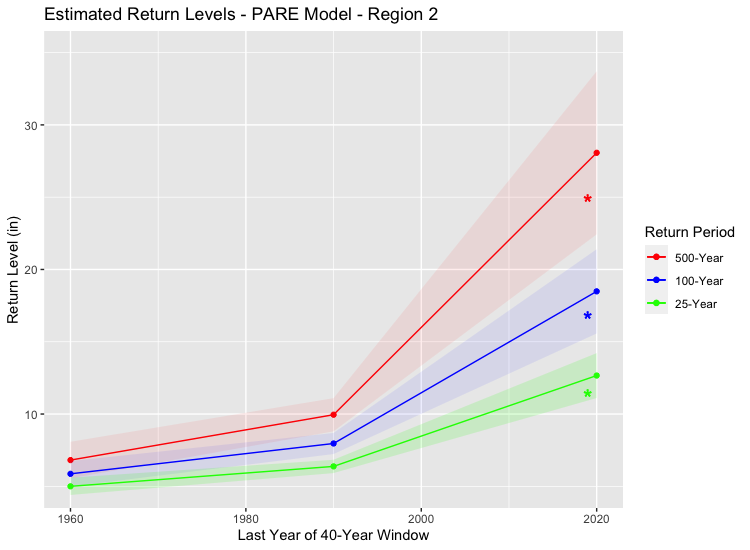 Estimated Return Levels - PARE Model - Region 2
Return Level (in)
30
20
10
1960
1980
2000
2020
Last Year of 40-Year Window
*
*
*
Return Period
500-Year
100-Year
25-Year